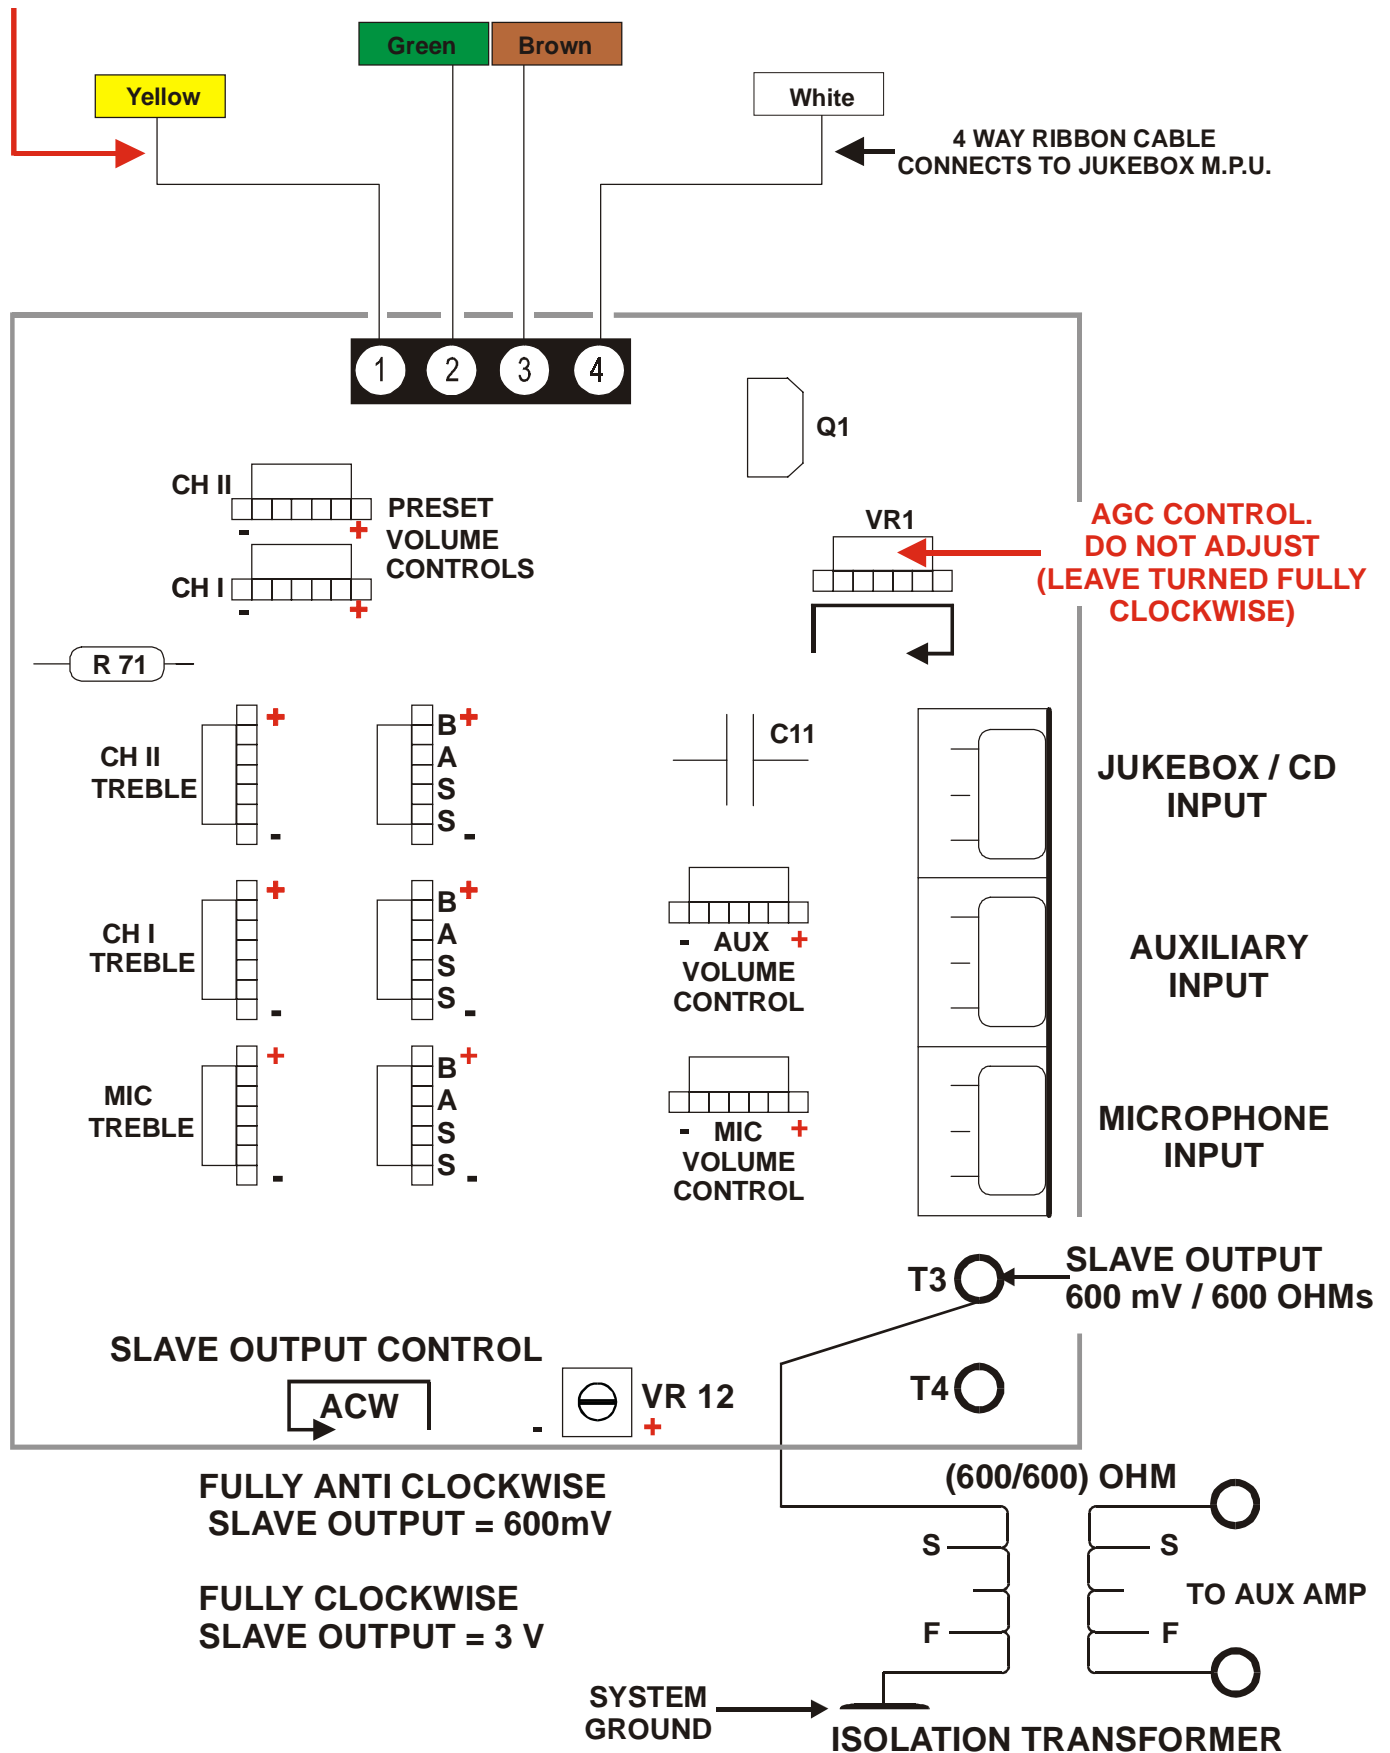 Green
Brown
Yellow
White
4 WAY RIBBON CABLE
CONNECTS TO JUKEBOX M.P.U.
1
2
3
4
Q1
CH II
- +
PRESET
VOLUME
CONTROLS
CH I
- +
VR1
AGC CONTROL.
DO NOT ADJUST
(LEAVE TURNED FULLY
CLOCKWISE)
R 71
CH II
TREBLE
+
-
BASS
+
-
C11
JUKEBOX / CD
INPUT
CH I
TREBLE
+
-
BASS
+
-
- AUX +
VOLUME
CONTROL
AUXILIARY
INPUT
MIC
TREBLE
+
-
BASS
+
-
- MIC +
VOLUME
CONTROL
MICROPHONE
INPUT
T3
SLAVE OUTPUT
600 mV / 600 OHMs
SLAVE OUTPUT CONTROL
ACW
- +
VR 12
T4
FULLY ANTI CLOCKWISE
SLAVE OUTPUT = 600mV
FULLY CLOCKWISE
SLAVE OUTPUT = 3 V
(600/600) OHM
S
S
TO AUX AMP
F
F
SYSTEM
GROUND
ISOLATION TRANSFORMER